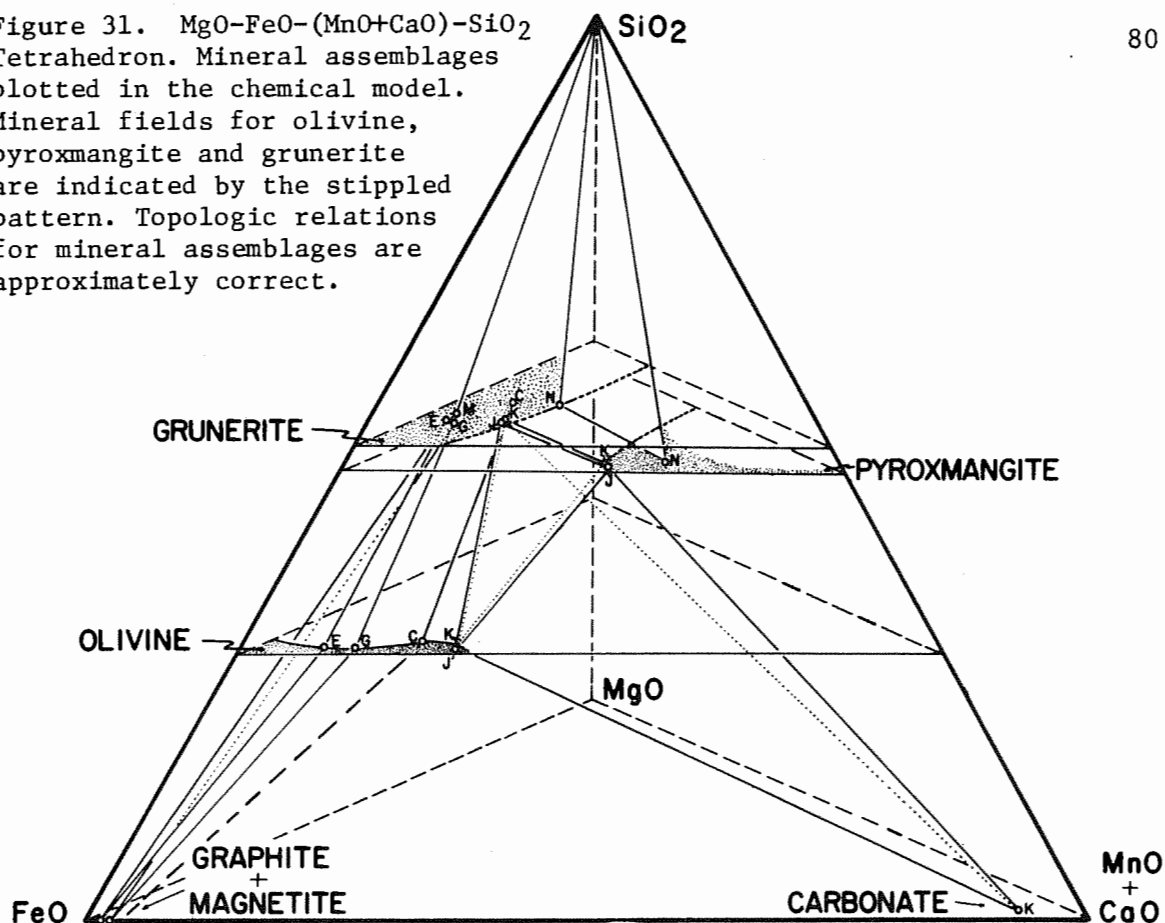 Figure 31. MgO-FeO-(MnO+CaO)-SiO2
Tetrahedron. Mineral assemblages
plotted in the chemical model.
Mineral fields for olivine,
pyroxmangite and grunerite
are indicated by the stippled
pattern. Topologic relations
for mineral assemblages are
approximately correct.
80
SiO2
C
N
E M
G
J K
GRUNERITE
K
N
J
PYROXMANGITE
OLIVINE
E G C K
J
MgO
GRAPHITE
+
MAGNETITE
FeO
CARBONATE
K
MnO
+
CaO